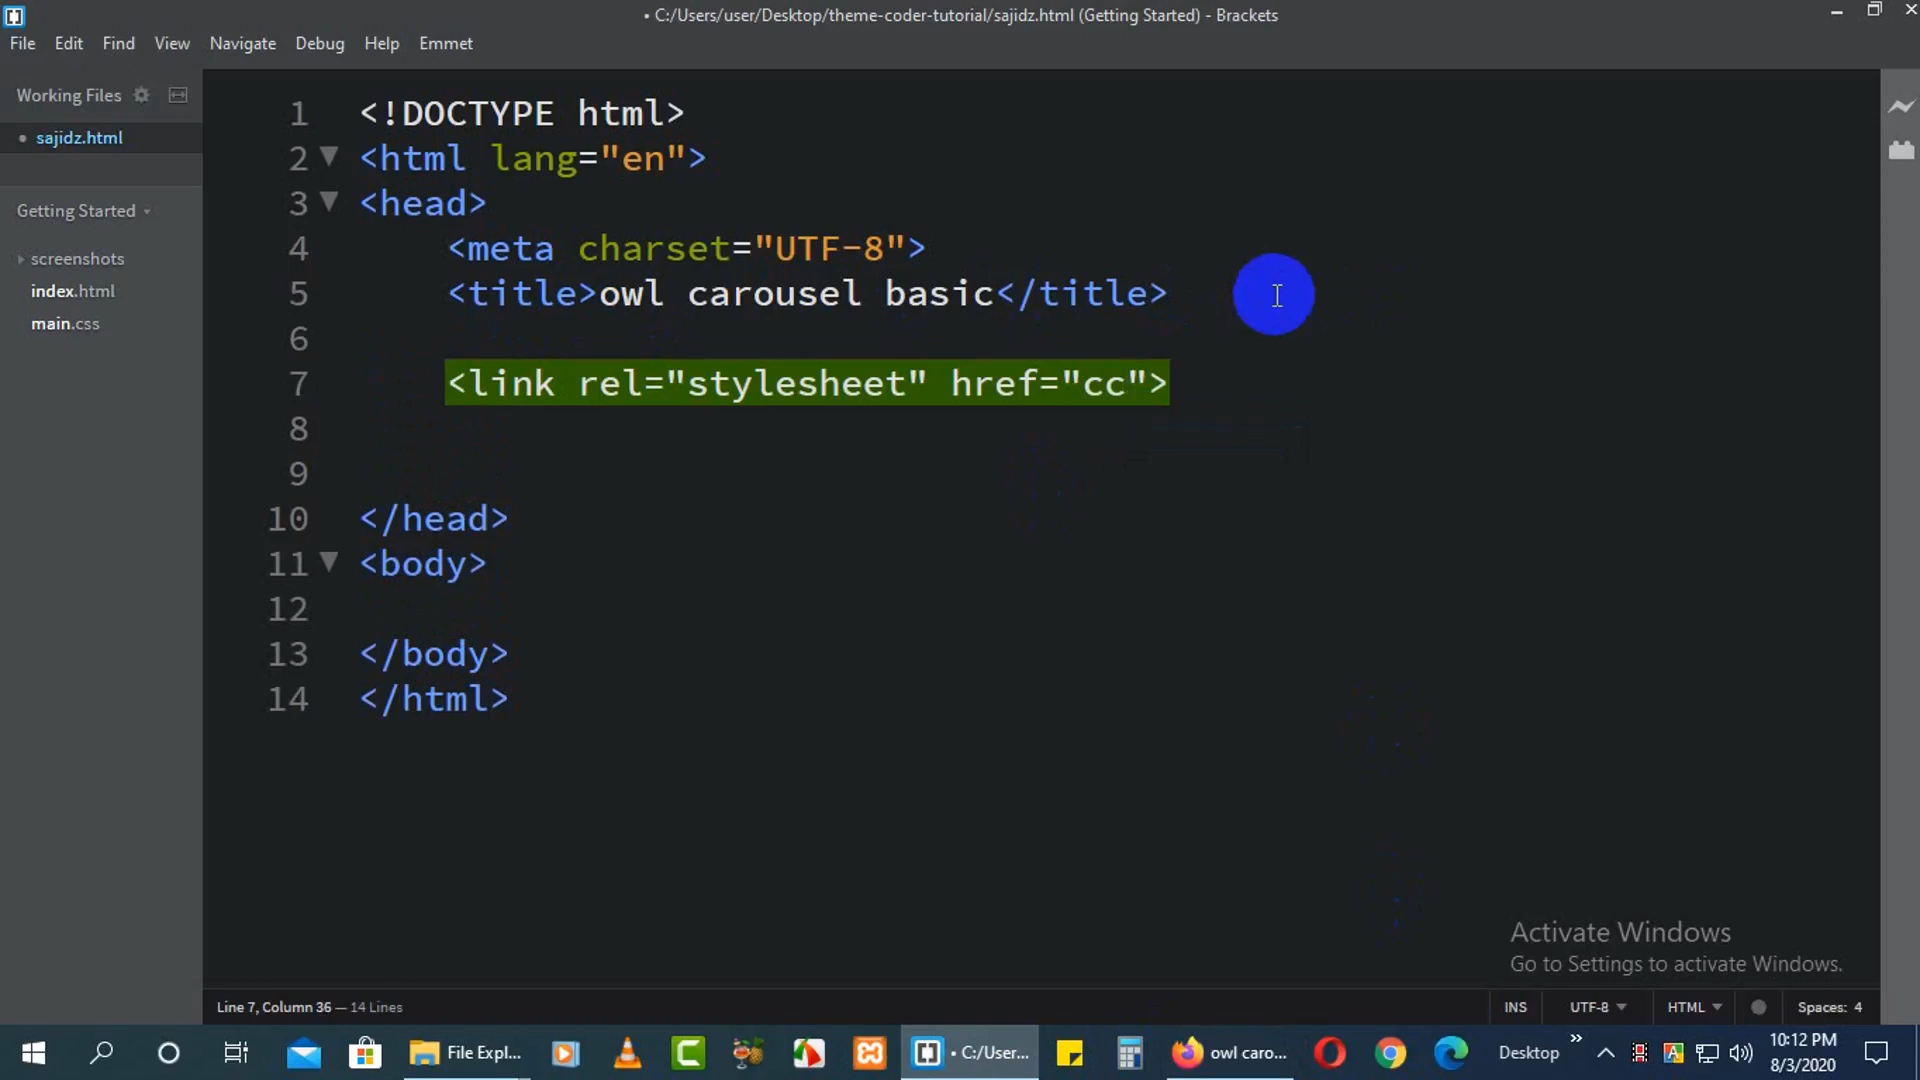 • C:/Users/user/Desktop/theme-coder-tutorial/sajidz.html (Getting Started) - Brackets
File Edit Find View Navigate Debug Help Emmet
Working Files
• sajidz.html
Getting Started
screenshots
index.html
main.css
1 <!DOCTYPE html>
2 <html lang="en">
3 <head>
4 <meta charset="UTF-8">
5 <title>owl carousel basic</title>
6
7 <link rel="stylesheet" href="cc">
8
9
10 </head>
11 <body>
12
13 </body>
14 </html>
Activate Windows
Go to Settings to activate Windows.
Line 7, Column 36 — 14 Lines INS UTF-8 HTML Spaces: 4
File Expl... • C:/User... owl caro... Desktop » 10:12 PM
8/3/2020